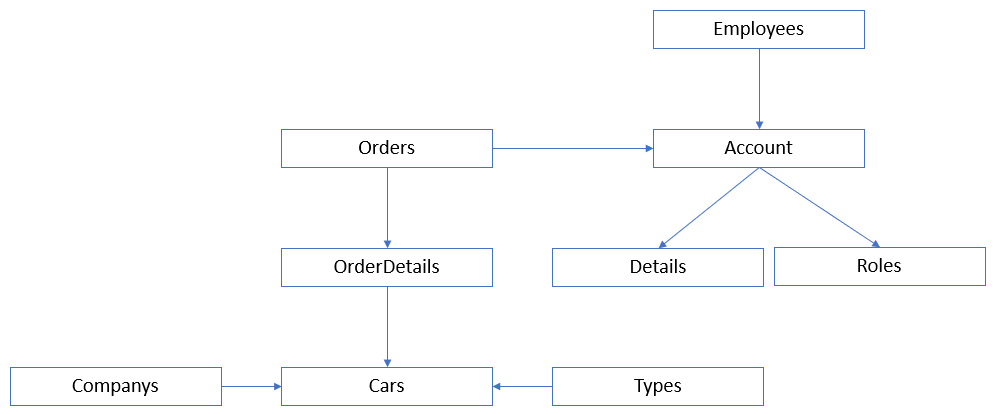 Employees
Orders
Account
OrderDetails
Details
Roles
Companys
Cars
Types